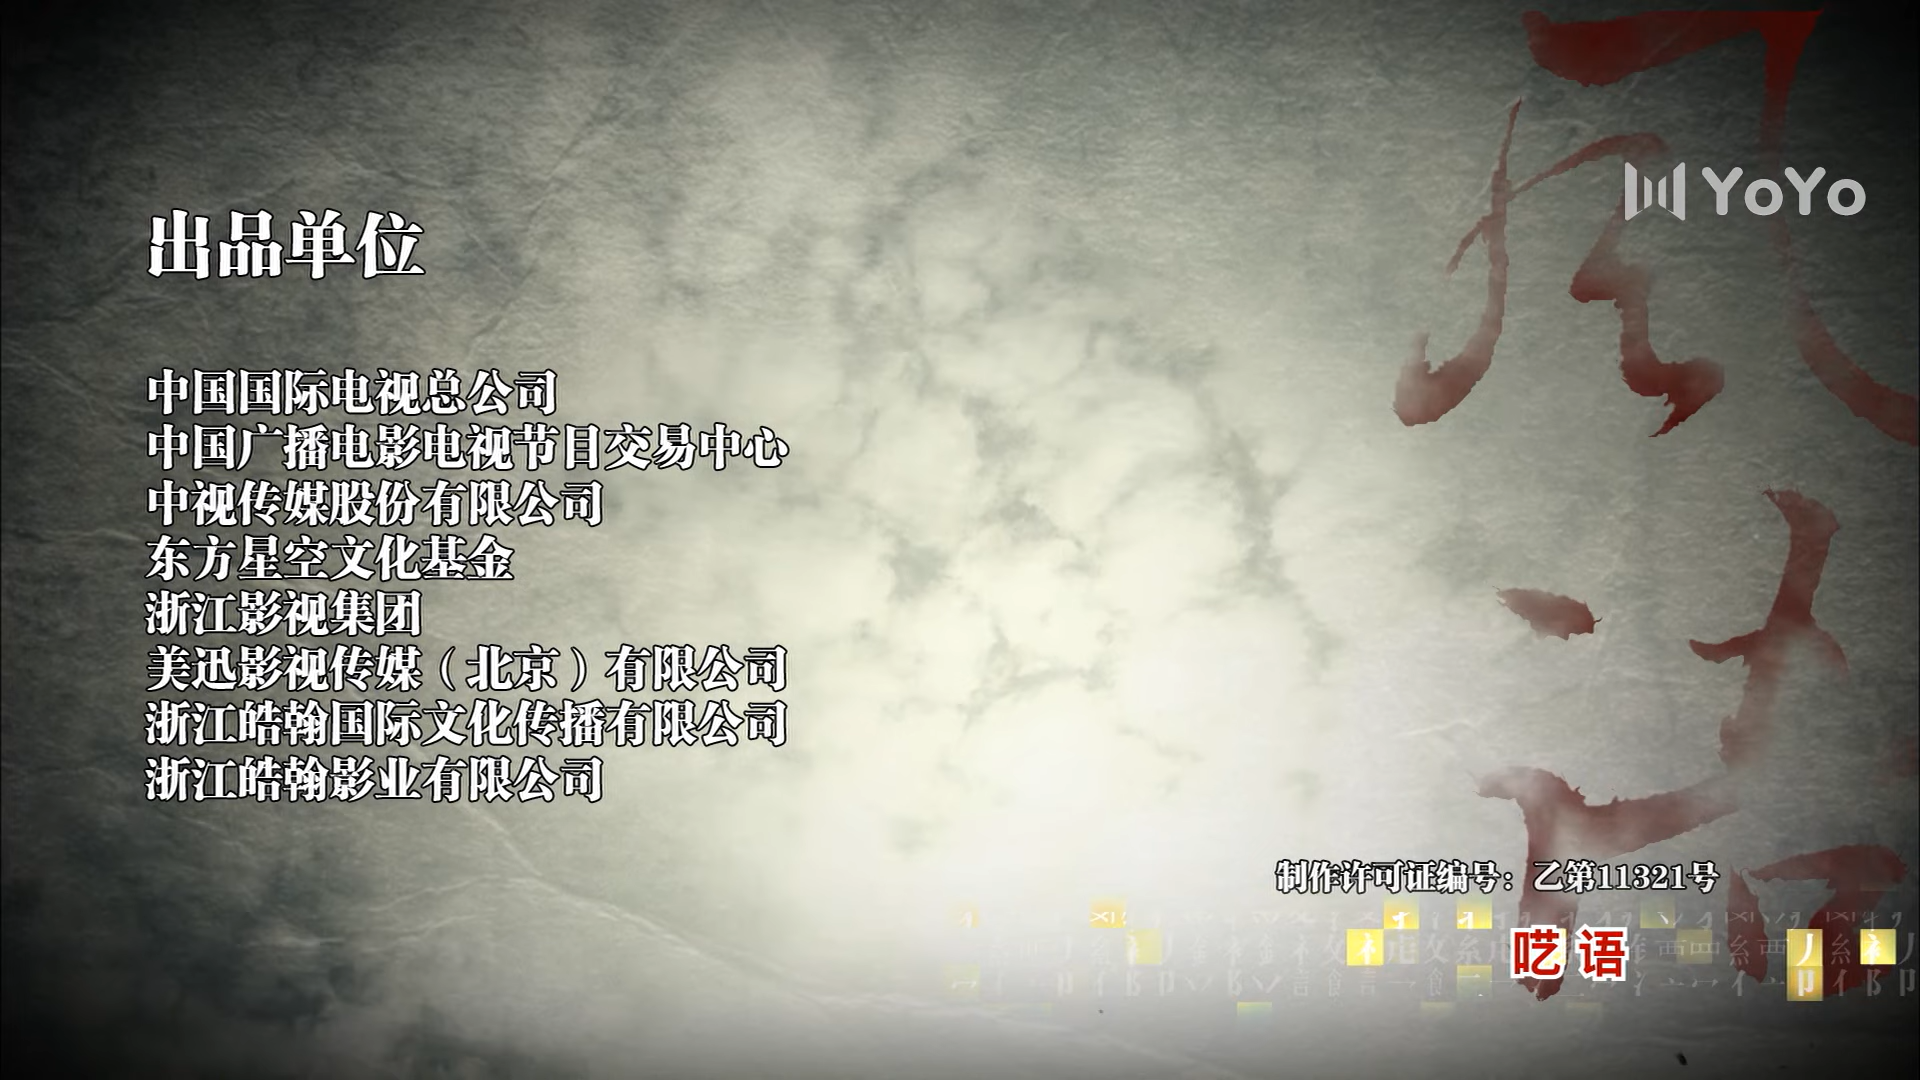 YoYo
出品单位
中国国际电视总公司
中国广播电影电视节目交易中心
中视传媒股份有限公司
东方星空文化基金
浙江影视集团
美迅影视传媒（北京）有限公司
浙江皓翰国际文化传播有限公司
浙江皓翰影业有限公司
制作许可证编号：乙第11321号
呓语